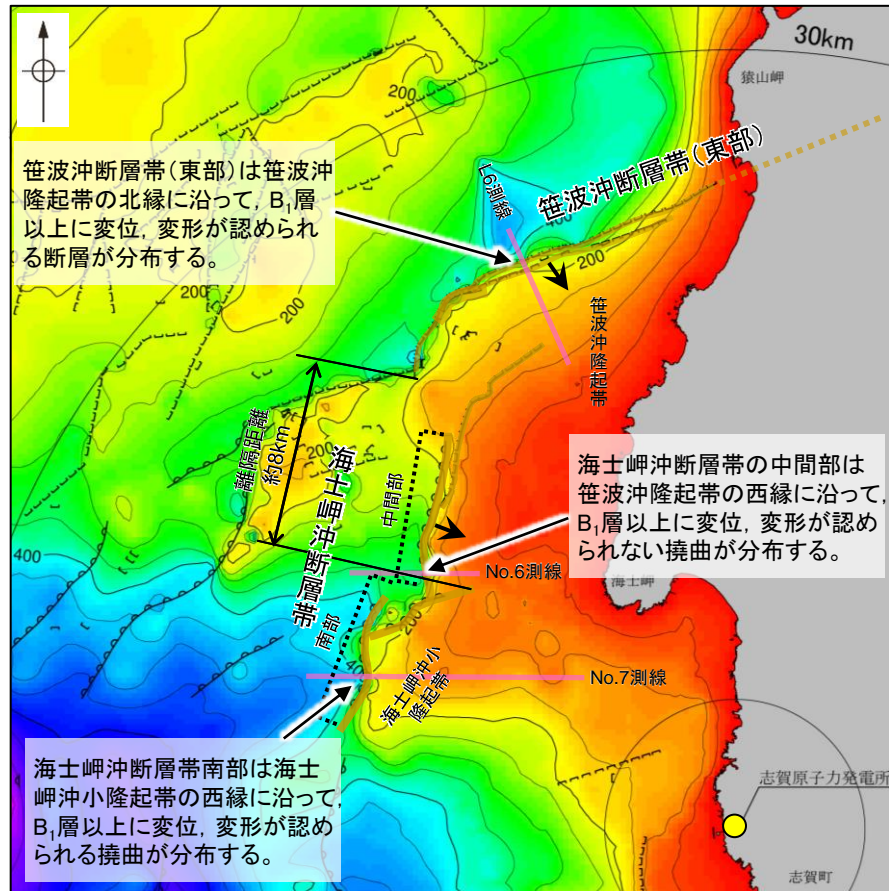 30km
猿山岬
200
笹波沖断層帯(東部)
L6測線
笹波沖断層帯(東部)は笹波沖
隆起帯の北縁に沿って，B₁層
以上に変位，変形が認められ
る断層が分布する。
400
200
200
200
笹波沖隆起帯
離隔距離
約8km
200
海士岬沖断層帯
中間部
海士岬沖断層帯の中間部は
笹波沖隆起帯の西縁に沿って，
B₁層以上に変位，変形が認め
られない撓曲が分布する。
400
No.6測線
海士岬
南部
200
400
海士岬沖小
隆起帯
No.7測線
海士岬沖断層帯南部は海士
岬沖小隆起帯の西縁に沿って，
B₁層以上に変位，変形が認め
られる撓曲が分布する。
志賀原子力発電所
志賀町